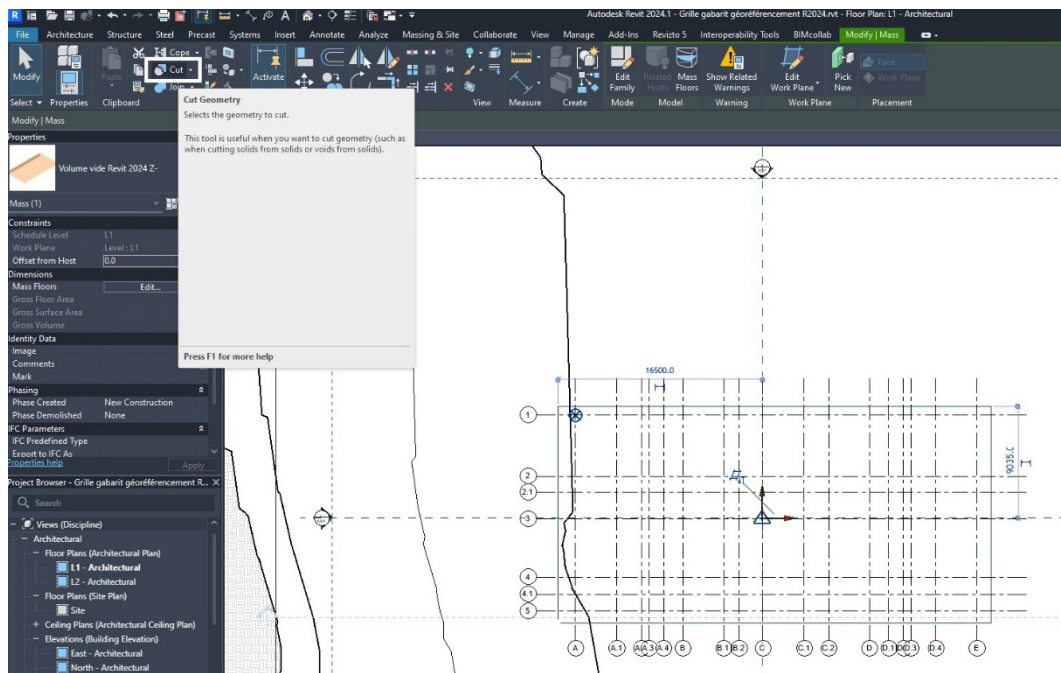 Autodesk Revit 2024.1 - Grille gabarit géoréférencement R2024.rvt - Floor Plan: L1 - Architectural
File Architecture Structure Steel Precast Systems Insert Annotate Analyze Massing & Site Collaborate View Manage Add-Ins Revizto 5 Interoperability Tools BIMcollab Modify | Mass
Modify
Paste
Cope
Cut
Join
Activate
Edit Family
Related Hosts
Mass Floors
Show Related Warnings
Edit Work Plane
Pick New
Face
Work Plane
Select Properties Clipboard View Measure Create Mode Model Warning Work Plane Placement
Modify | Mass
Cut Geometry
Selects the geometry to cut.
This tool is useful when you want to cut geometry (such as
when cutting solids from solids or voids from solids).
Press F1 for more help
Properties
Volume vide Revit 2024 Z-
Mass (1)
Constraints
Schedule Level L1
Work Plane Level : L1
Offset from Host 0.0
Dimensions
Mass Floors Edit...
Gross Floor Area
Gross Surface Area
Gross Volume
Identity Data
Image
Comments
Mark
Phasing
Phase Created New Construction
Phase Demolished None
IFC Parameters
IFC Predefined Type
Export to IFC As
Properties help Apply
Project Browser - Grille gabarit géoréférencement R... X
Search
Views (Discipline)
Architectural
Floor Plans (Architectural Plan)
L1 - Architectural
L2 - Architectural
Floor Plans (Site Plan)
Site
Ceiling Plans (Architectural Ceiling Plan)
Elevations (Building Elevation)
East - Architectural
North - Architectural
16500.0
9035.0
1
2
2.1
3
4
4.1
5
A A.1 A.3 A.4 B B.1 B.2 C C.1 C.2 D D.1 D.3 D.4 E